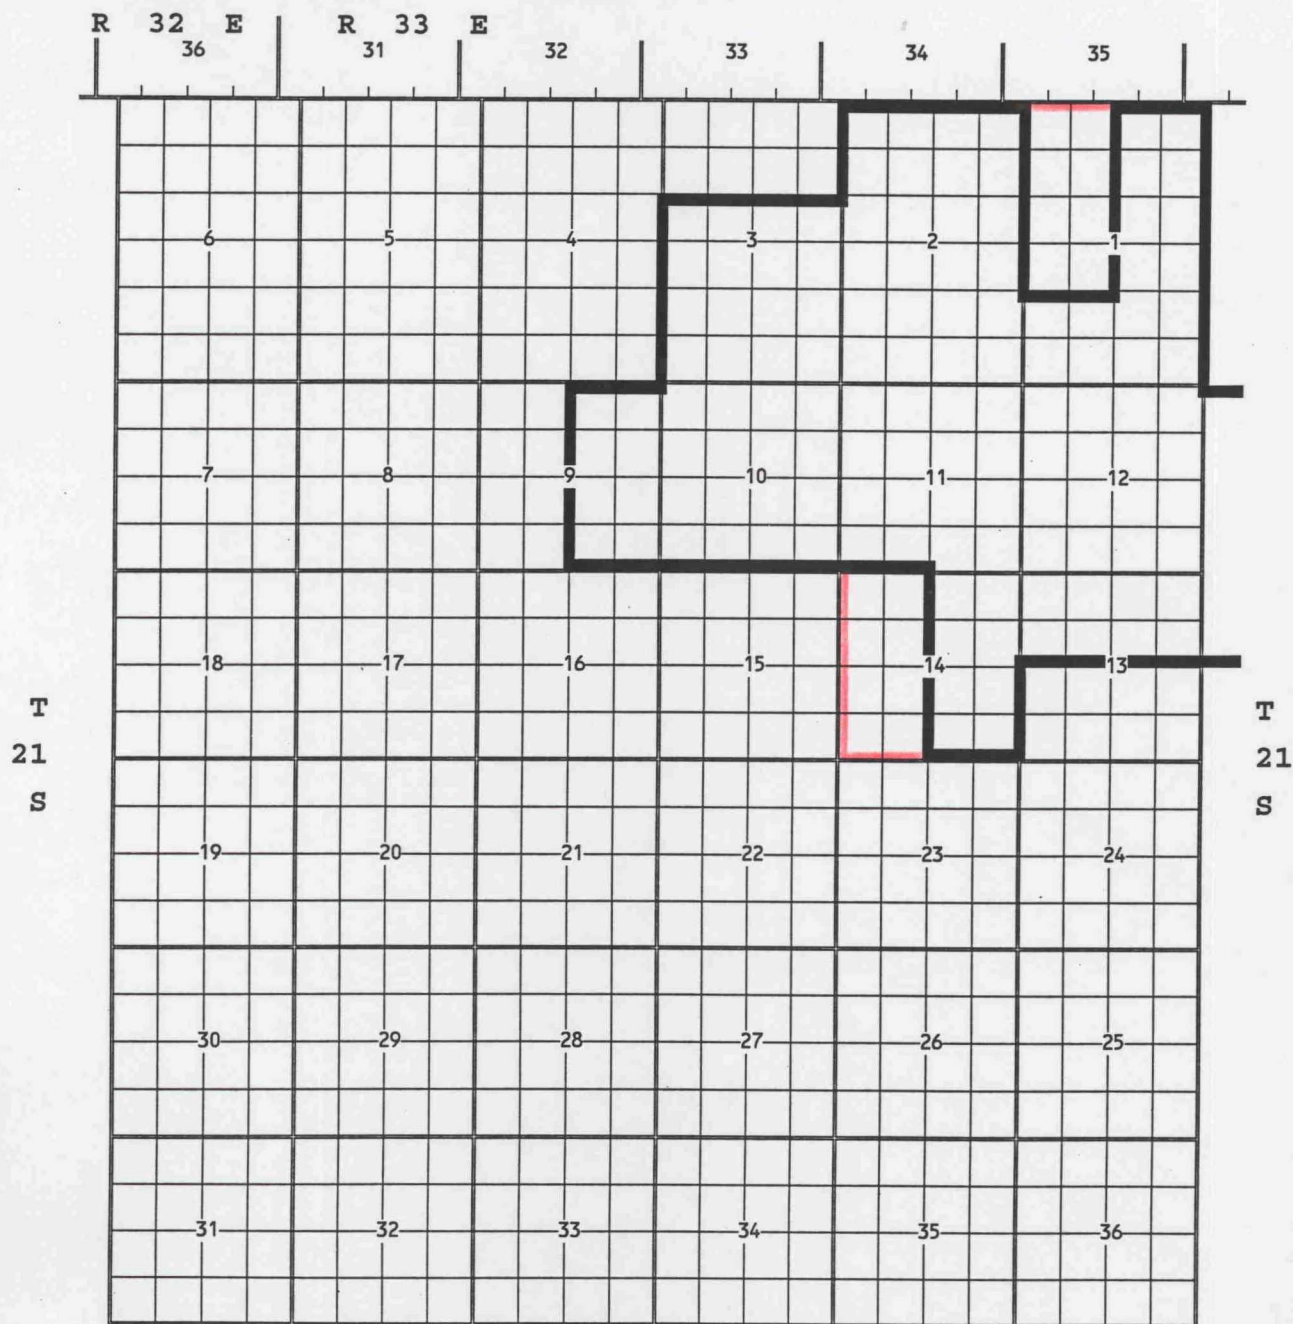 R 32 E R 33 E
36 31 32 33 34 35
6 5 4 3 2 1
7 8 9 10 11 12
18 17 16 15 14 13
T T
21 21
S S
19 20 21 22 23 24
30 29 28 27 26 25
31 32 33 34 35 36